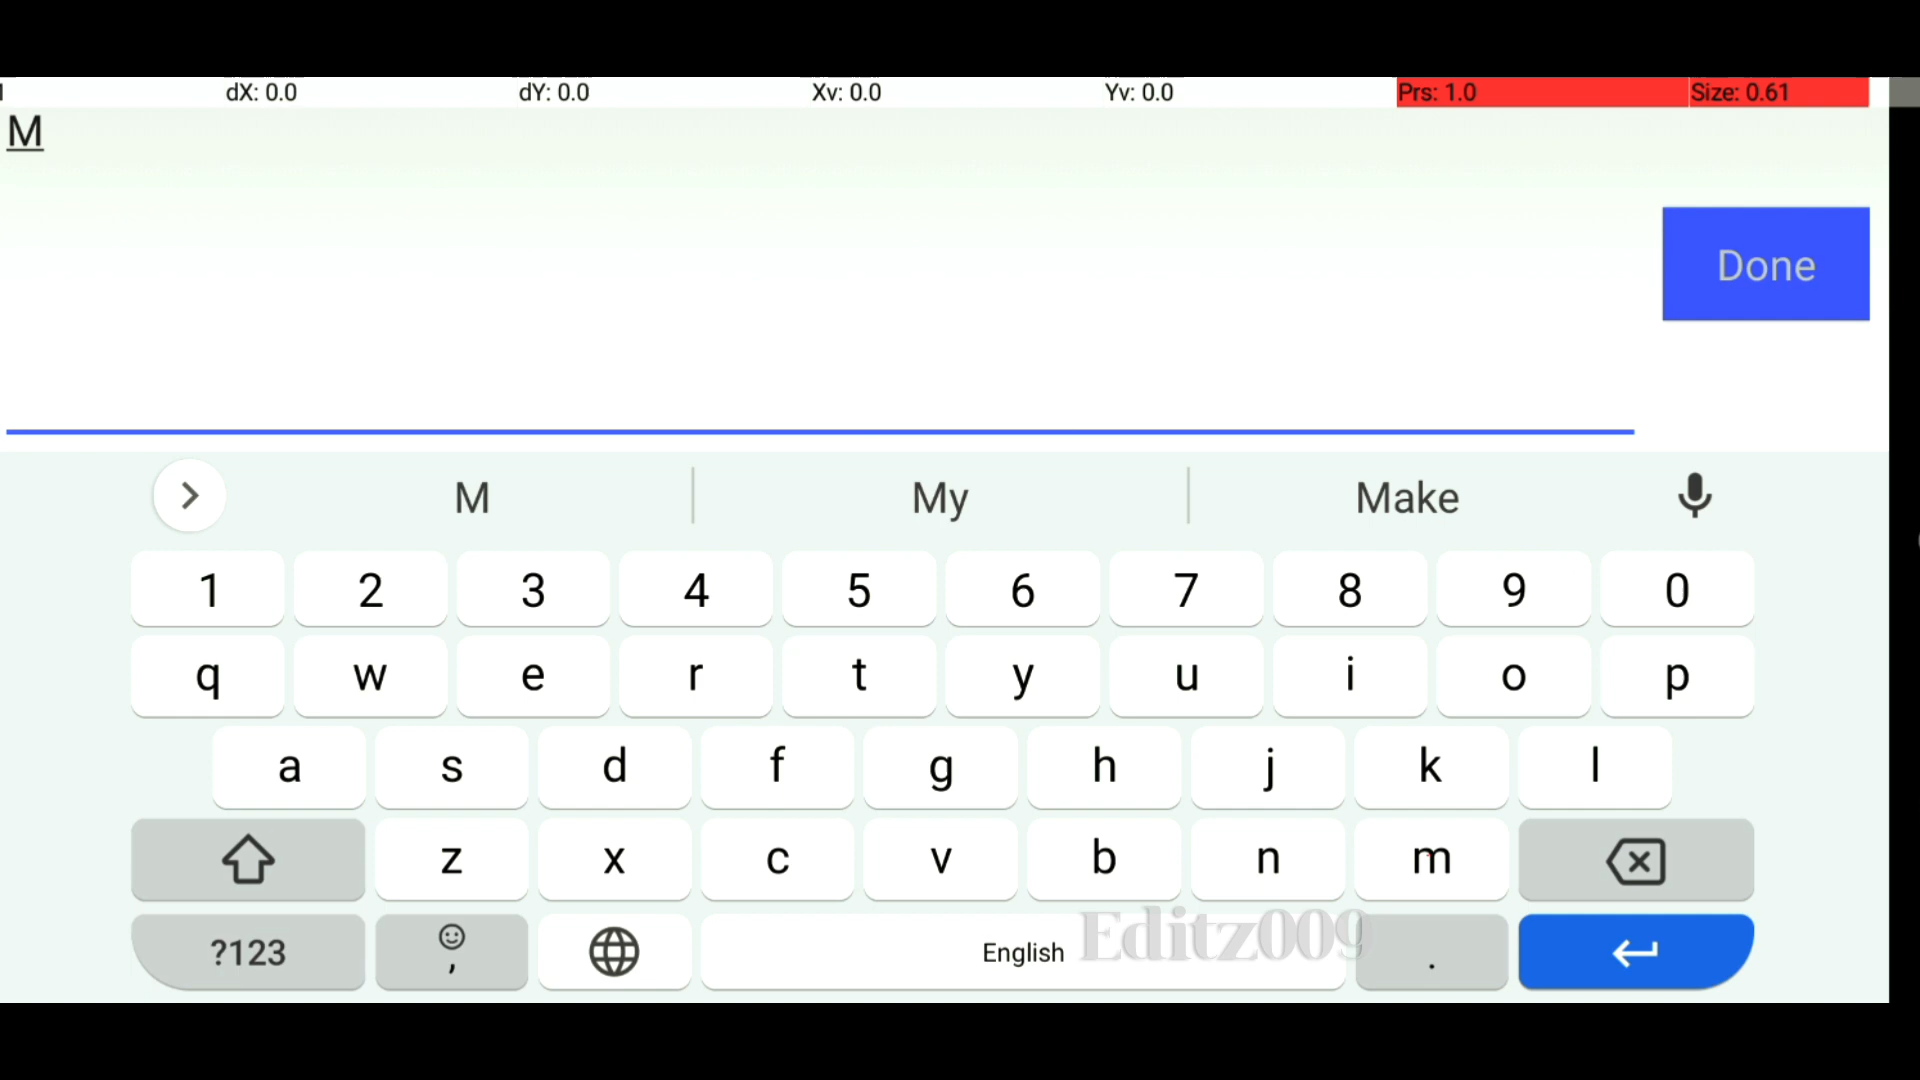 dX: 0.0 dY: 0.0 Xv: 0.0 Yv: 0.0 Prs: 1.0 Size: 0.61
M
Done
M My Make
1 2 3 4 5 6 7 8 9 0
q w e r t y u i o p
a s d f g h j k l
z x c v b n m
?123 , English .
Editz009